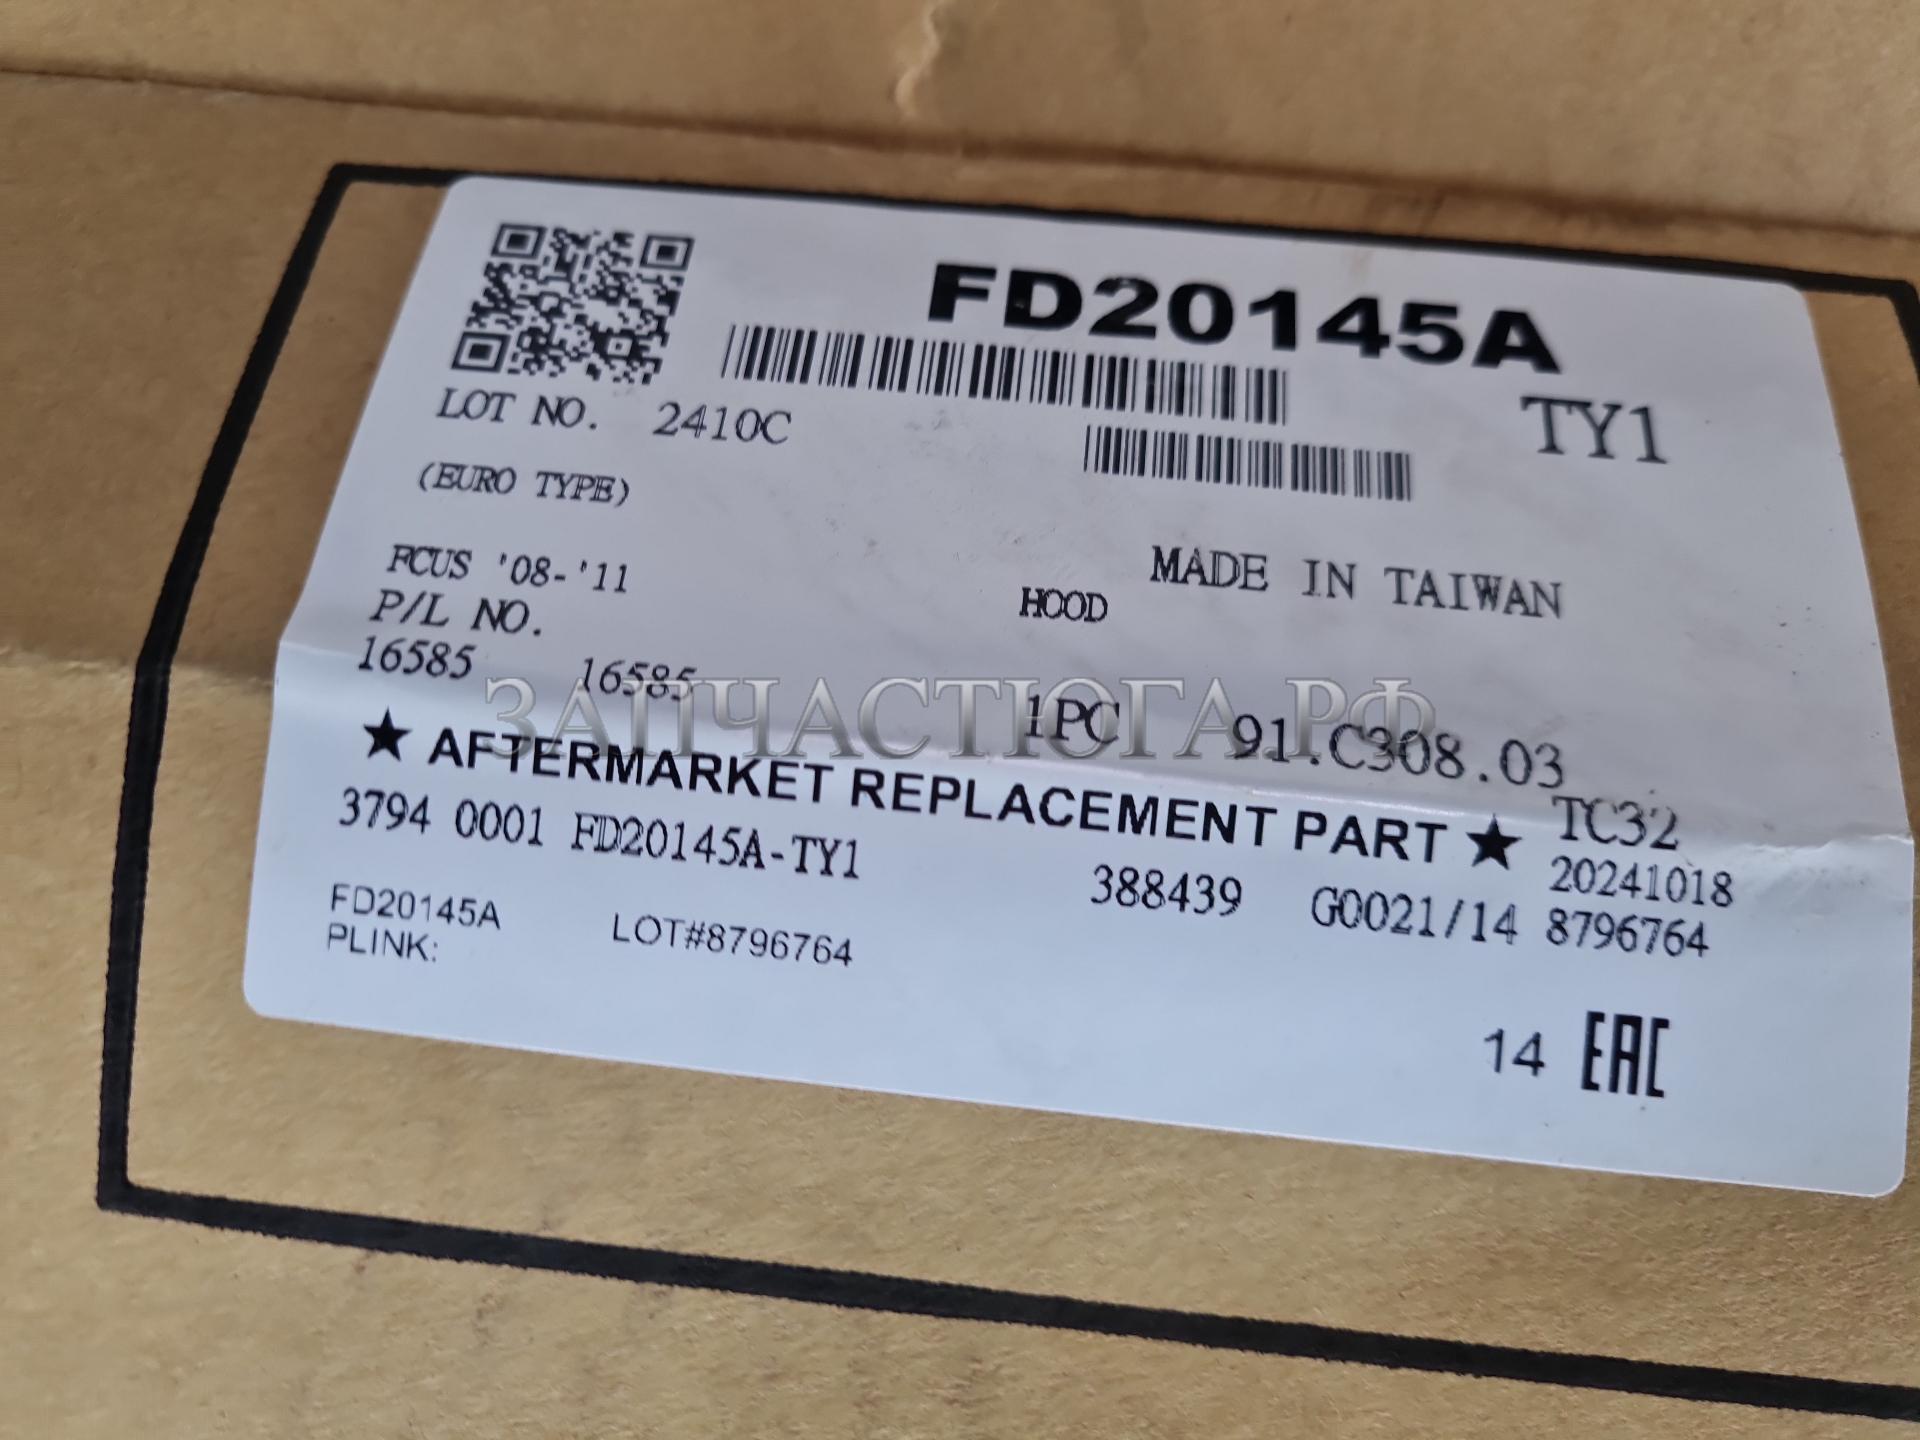 FD20145A
TY1
LOT NO. 2410C
(EURO TYPE)
MADE IN TAIWAN
FCUS '08-'11
HOOD
P/L NO.
16585 16585
1PC 91.C308.03
ЗАПЧАСТЮГА.РФ
★ AFTERMARKET REPLACEMENT PART ★ TC32
3794 0001 FD20145A-TY1
20241018
388439 G0021/14 8796764
FD20145A LOT#8796764
PLINK:
14 EAC